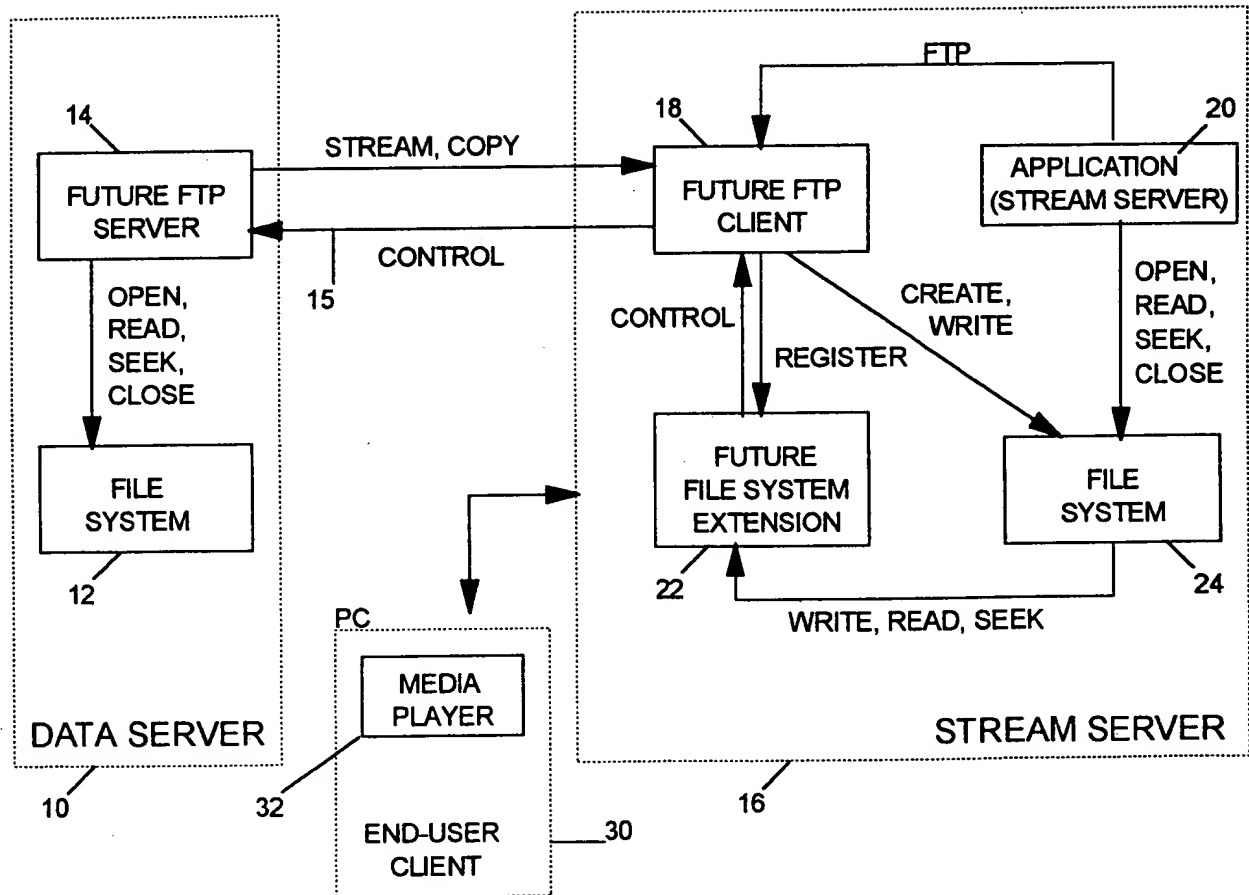 FTP
14
18
20
STREAM, COPY
FUTURE FTP
SERVER
FUTURE FTP
CLIENT
APPLICATION
(STREAM SERVER)
CONTROL
15
OPEN,
READ,
SEEK,
CLOSE
CONTROL
REGISTER
CREATE,
WRITE
OPEN,
READ,
SEEK,
CLOSE
FILE
SYSTEM
12
FUTURE
FILE SYSTEM
EXTENSION
22
FILE
SYSTEM
24
WRITE, READ, SEEK
PC
MEDIA
PLAYER
32
DATA SERVER
10
STREAM SERVER
16
END-USER
CLIENT
30